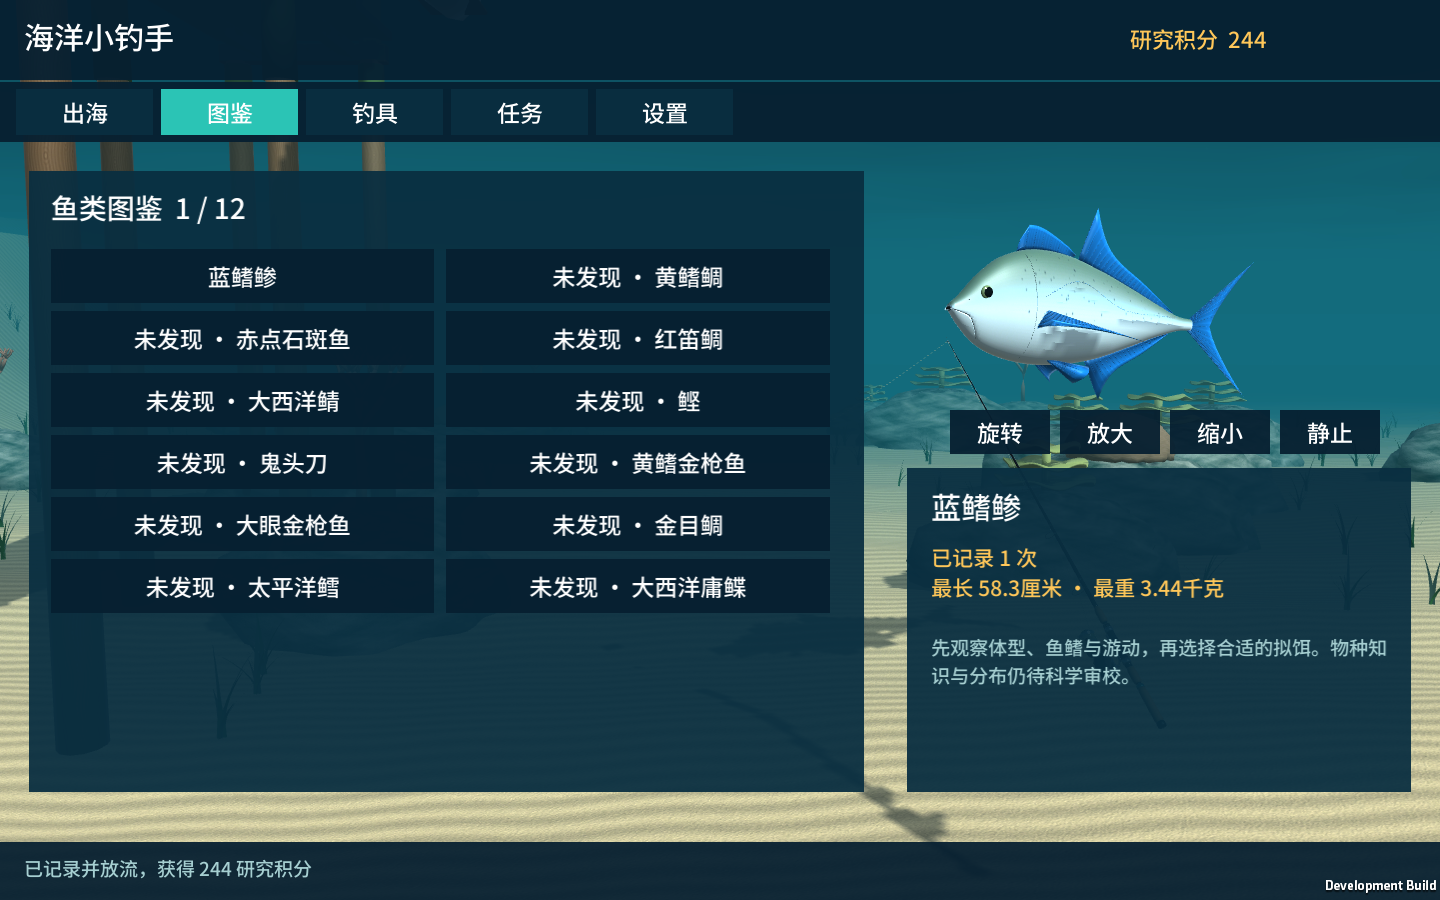 海洋小钓手
研究积分 244
出海
图鉴
钓具
任务
设置
鱼类图鉴 1 / 12
蓝鳍鲹
未发现 · 黄鳍鲷
未发现 · 赤点石斑鱼
未发现 · 红笛鲷
未发现 · 大西洋鲭
未发现 · 鲣
未发现 · 鬼头刀
未发现 · 黄鳍金枪鱼
未发现 · 大眼金枪鱼
未发现 · 金目鲷
未发现 · 太平洋鳕
未发现 · 大西洋庸鲽
旋转
放大
缩小
静止
蓝鳍鲹
已记录 1 次
最长 58.3厘米 · 最重 3.44千克
先观察体型、鱼鳍与游动，再选择合适的拟饵。物种知
识与分布仍待科学审校。
已记录并放流，获得 244 研究积分
Development Build